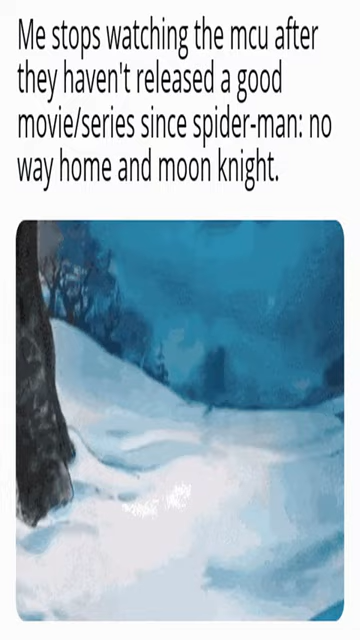 Me stops watching the mcu after
they haven't released a good
movie/series since spider-man: no
way home and moon knight.